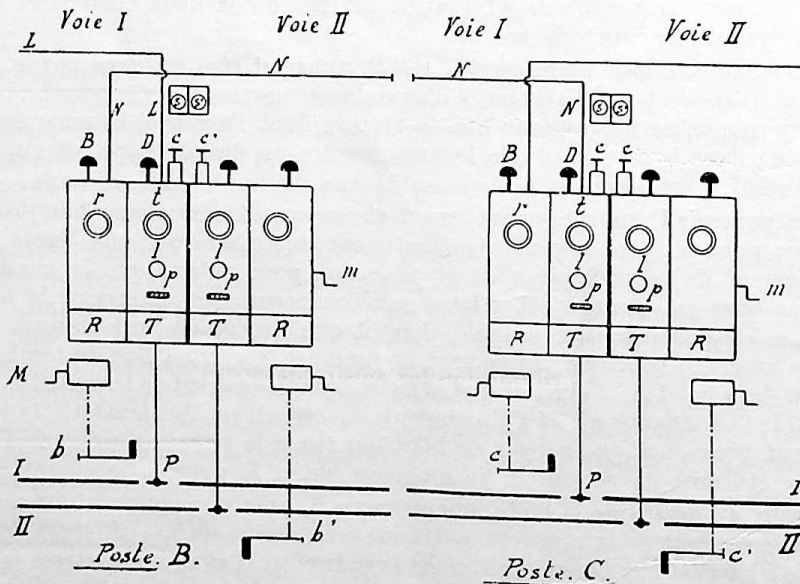 Voie I Voie II Voie I Voie II
L N N
N L N
S S S S
B D c c' B D c c
r t r t
l l l l
p p p p
m m
R T T R R T T R
M C
b c
P P
I I
II II
b' c'
Poste. B. Poste. C.